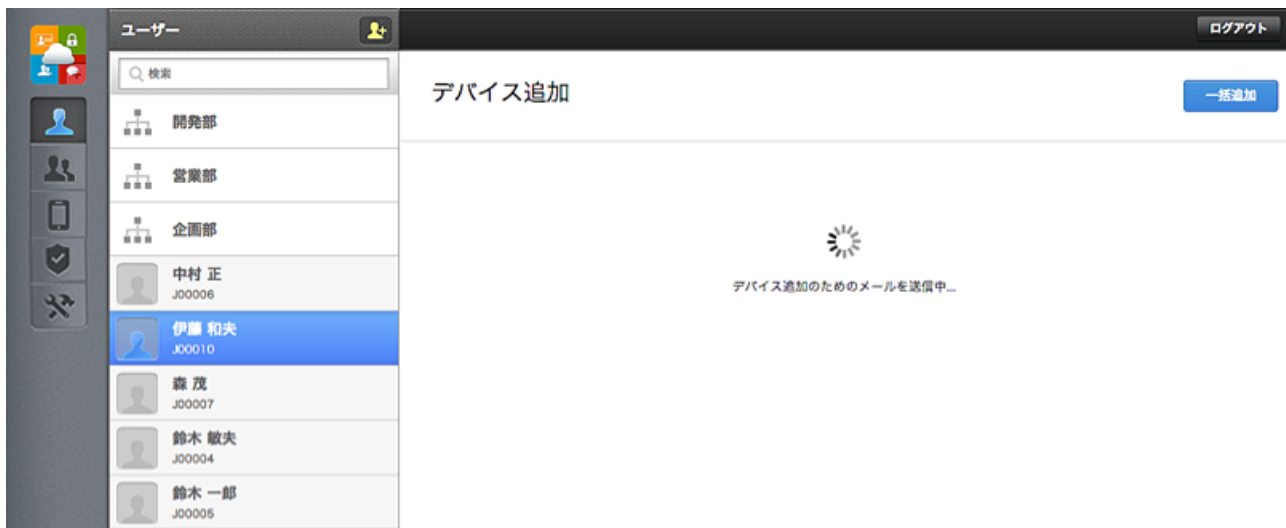 ユーザー
ログアウト
検索
デバイス追加
一括追加
開発部
営業部
企画部
中村 正
J00006
伊藤 和夫
J00010
森 茂
J00007
鈴木 敏夫
J00004
鈴木 一郎
J00005
デバイス追加のためのメールを送信中...